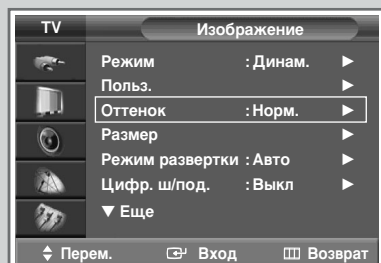 TV Изображение
Режим : Динам. ►
Польз. ►
Оттенок : Норм. ►
Размер ►
Режим развертки : Авто ►
Цифр. ш/под. : Выкл ►
▼ Еще
Перем. Вход Возврат